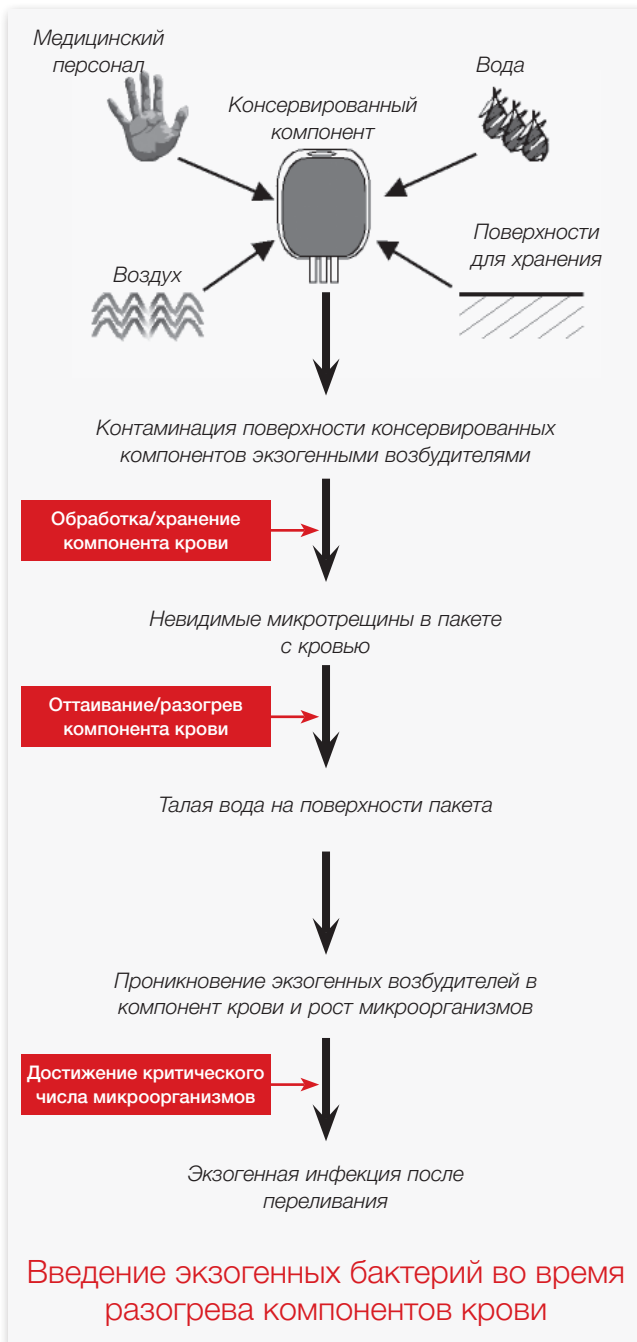 Медицинский
персонал
Вода
Консервированный
компонент
Поверхности
для хранения
Воздух
Контаминация поверхности консервированных
компонентов экзогенными возбудителями
Обработка/хранение
компонента крови
Невидимые микротрещины в пакете
с кровью
Оттаивание/разогрев
компонента крови
Талая вода на поверхности пакета
Проникновение экзогенных возбудителей в
компонент крови и рост микроорганизмов
Достижение критического
числа микроорганизмов
Экзогенная инфекция после
переливания
Введение экзогенных бактерий во время
разогрева компонентов крови